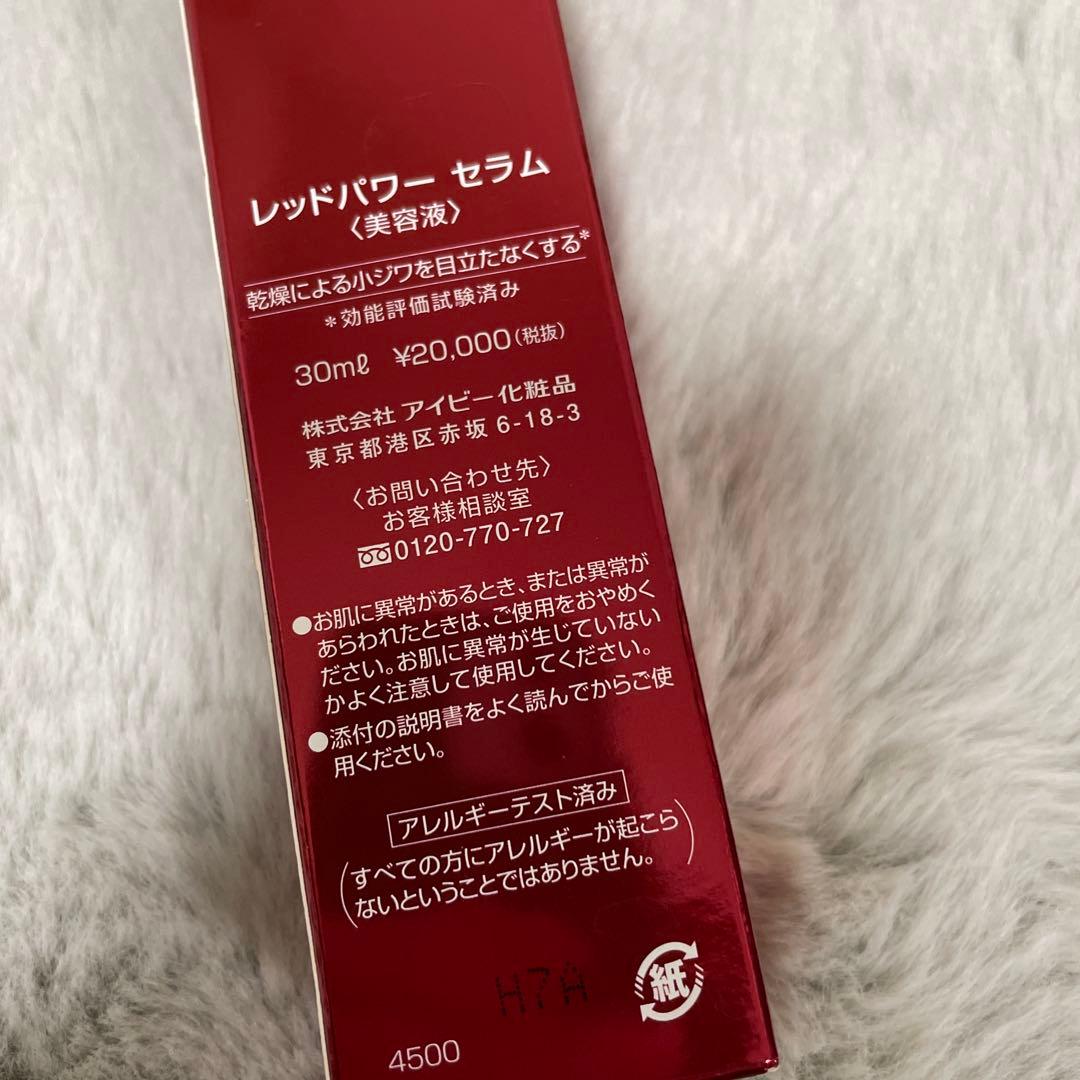 レッドパワー セラム
〈美容液〉
乾燥による小ジワを目立たなくする*
*効能評価試験済み
30mℓ ¥20,000(税抜)
株式会社 アイビー化粧品
東京都港区赤坂 6-18-3
〈お問い合わせ先〉
お客様相談室
0120-770-727
●お肌に異常があるとき、または異常が
あらわれたときは、ご使用をおやめく
ださい。お肌に異常が生じていない
かよく注意して使用してください。
●添付の説明書をよく読んでからご使
用ください。
アレルギーテスト済み
(すべての方にアレルギーが起こら
ないということではありません。)
H7A
紙
4500